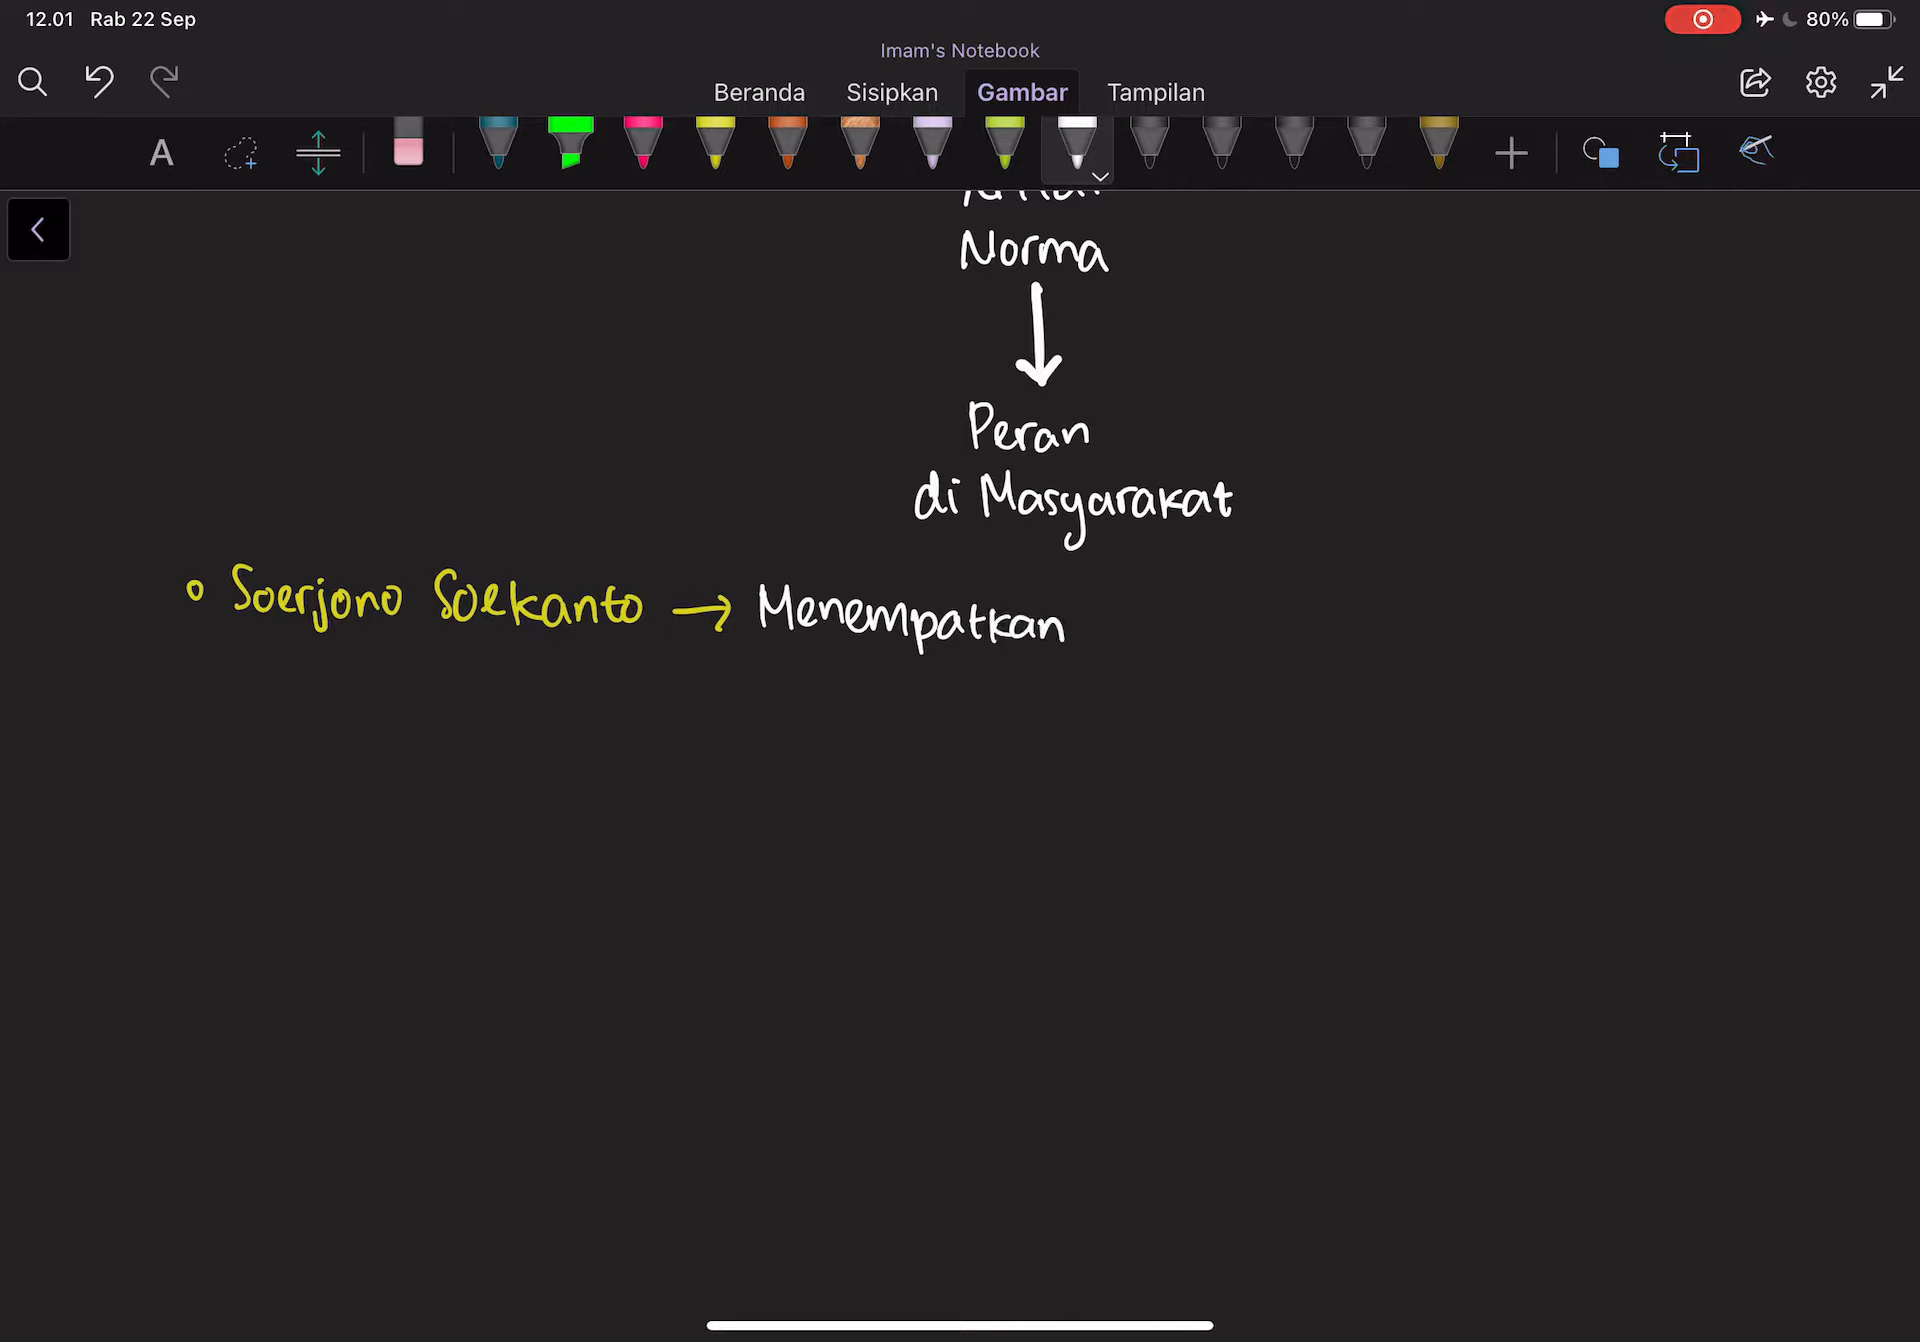 12.01 Rab 22 Sep
80%
Imam's Notebook
Beranda Sisipkan Gambar Tampilan
A
Norma
Peran
di Masyarakat
Soerjono Soekanto → Menempatkan